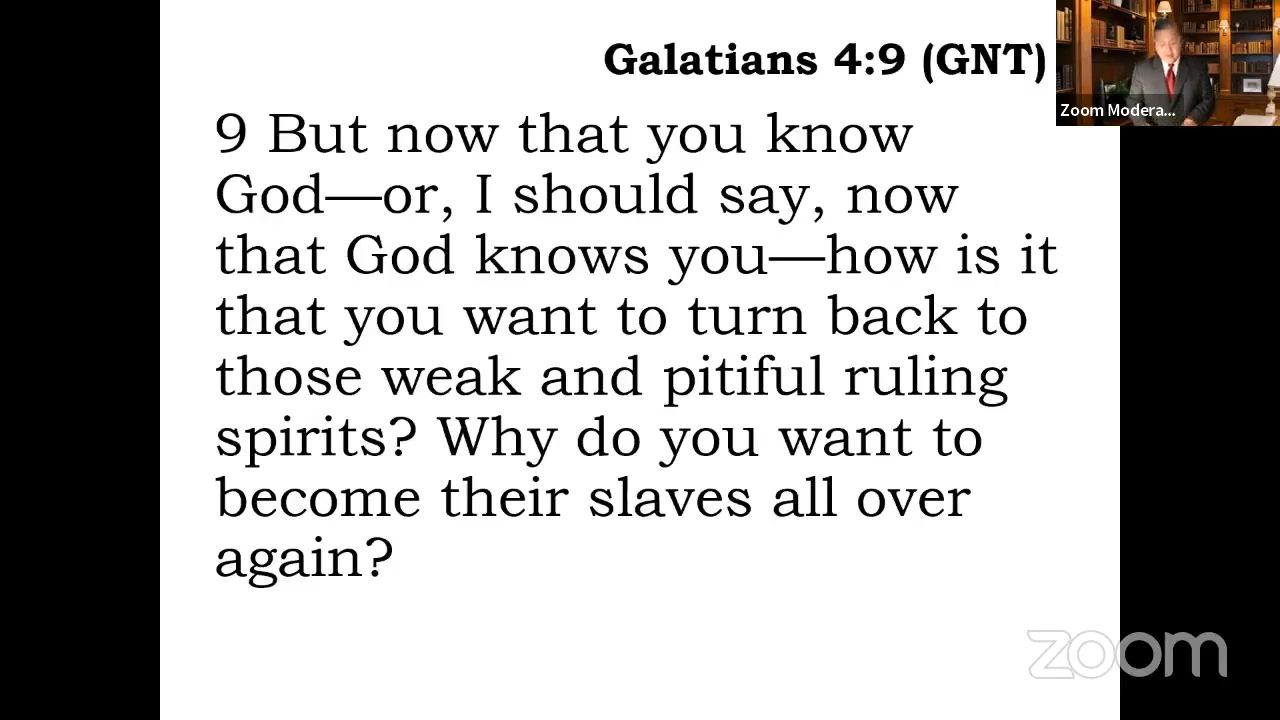 Galatians 4:9 (GNT)
Zoom Modera...
9 But now that you know
God—or, I should say, now
that God knows you—how is it
that you want to turn back to
those weak and pitiful ruling
spirits? Why do you want to
become their slaves all over
again?
zoom